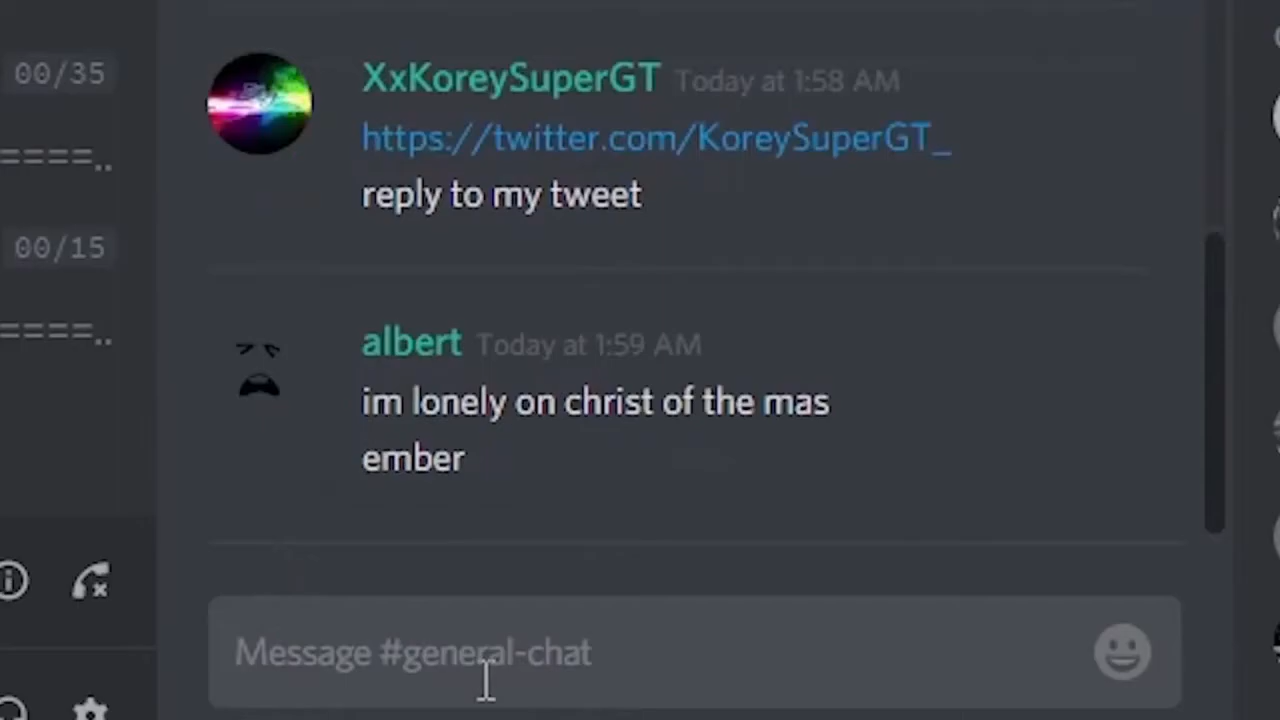 00/35
XxKoreySuperGT Today at 1:58 AM
https://twitter.com/KoreySuperGT_
====..
reply to my tweet
00/15
====..
albert Today at 1:59 AM
im lonely on christ of the mas
ember
Message #general-chat